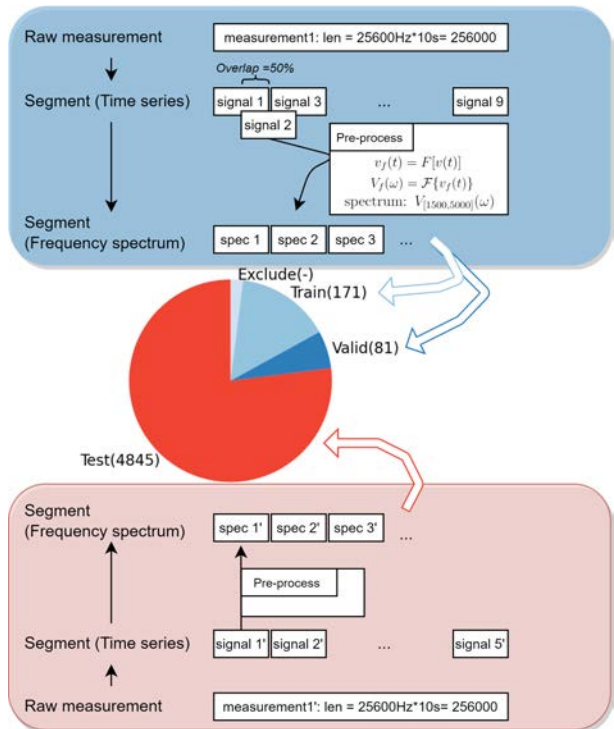 Raw measurement
measurement1: len = 25600Hz*10s= 256000
Overlap =50%
Segment (Time series)
signal 1
signal 3
...
signal 9
signal 2
Pre-process
v_f(t) = F[v(t)]
V_f(ω) = ℱ{v_f(t)}
spectrum: V_[1500,5000](ω)
Segment
(Frequency spectrum)
spec 1
spec 2
spec 3
...
Exclude(-)
Train(171)
Valid(81)
Test(4845)
Segment
(Frequency spectrum)
spec 1'
spec 2'
spec 3'
...
Pre-process
Segment (Time series)
signal 1'
signal 2'
...
signal 5'
Raw measurement
measurement1': len = 25600Hz*10s= 256000